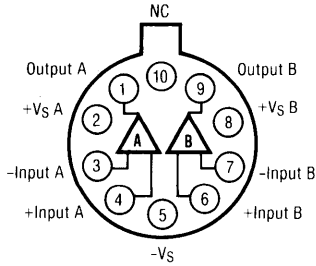 NC
Output A
Output B
10
1
9
+VS A
+VS B
2
8
A
B
3
7
–Input A
–Input B
4
6
+Input A
5
+Input B
–VS